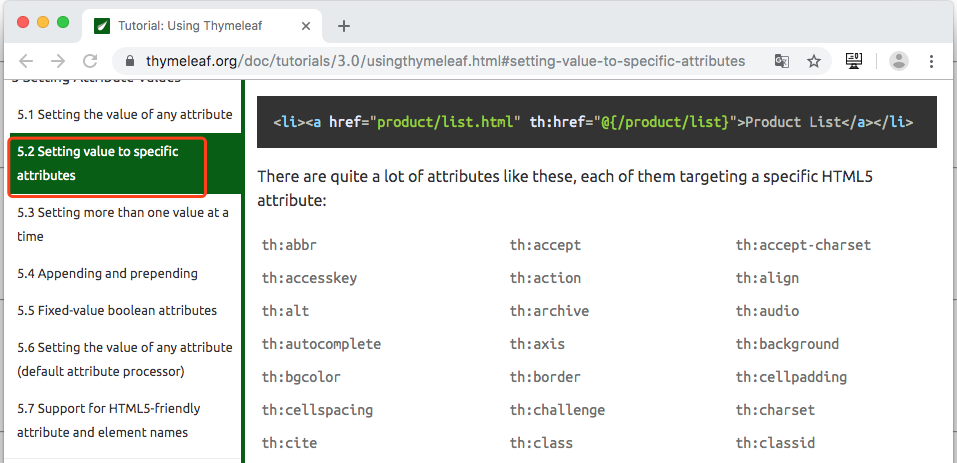 Tutorial: Using Thymeleaf
thymeleaf.org/doc/tutorials/3.0/usingthymeleaf.html#setting-value-to-specific-attributes
5 Setting Attribute Values
5.1 Setting the value of any attribute
5.2 Setting value to specific
attributes
5.3 Setting more than one value at a
time
5.4 Appending and prepending
5.5 Fixed-value boolean attributes
5.6 Setting the value of any attribute
(default attribute processor)
5.7 Support for HTML5-friendly
attribute and element names
<li><a href="product/list.html" th:href="@{/product/list}">Product List</a></li>
There are quite a lot of attributes like these, each of them targeting a specific HTML5
attribute:
th:abbr th:accept th:accept-charset
th:accesskey th:action th:align
th:alt th:archive th:audio
th:autocomplete th:axis th:background
th:bgcolor th:border th:cellpadding
th:cellspacing th:challenge th:charset
th:cite th:class th:classid